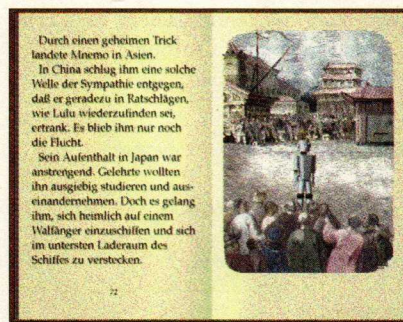 Durch einen geheimen Trick
landete Mnemo in Asien.
In China schlug ihm eine solche
Welle der Sympathie entgegen,
daß er geradezu in Ratschlägen,
wie Lulu wiederzufinden sei,
ertrank. Es blieb ihm nur noch
die Flucht.
Sein Aufenthalt in Japan war
anstrengend. Gelehrte wollten
ihn ausgiebig studieren und aus-
einandernehmen. Doch es gelang
ihm, sich heimlich auf einem
Walfänger einzuschiffen und sich
im untersten Laderaum des
Schiffes zu verstecken.
72